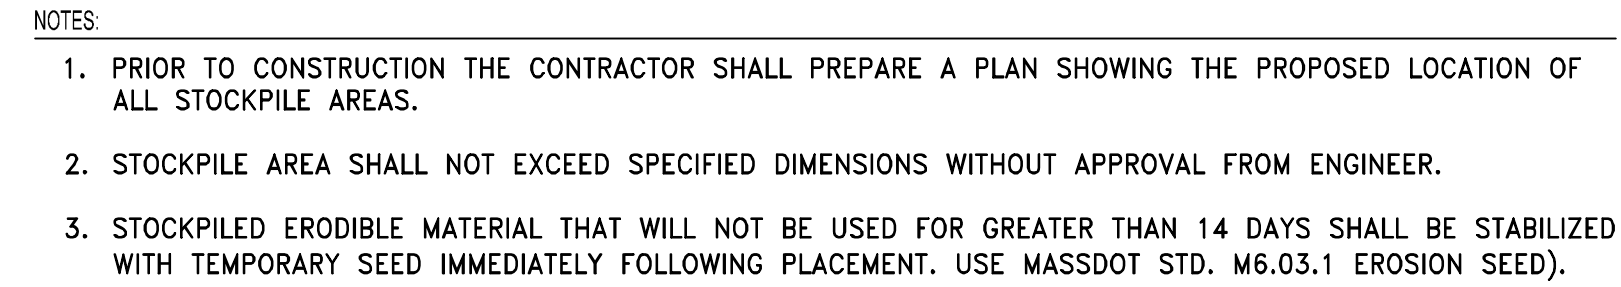 NOTES:
1. PRIOR TO CONSTRUCTION THE CONTRACTOR SHALL PREPARE A PLAN SHOWING THE PROPOSED LOCATION OF
ALL STOCKPILE AREAS.
2. STOCKPILE AREA SHALL NOT EXCEED SPECIFIED DIMENSIONS WITHOUT APPROVAL FROM ENGINEER.
3. STOCKPILED ERODIBLE MATERIAL THAT WILL NOT BE USED FOR GREATER THAN 14 DAYS SHALL BE STABILIZED
WITH TEMPORARY SEED IMMEDIATELY FOLLOWING PLACEMENT. USE MASSDOT STD. M6.03.1 EROSION SEED).